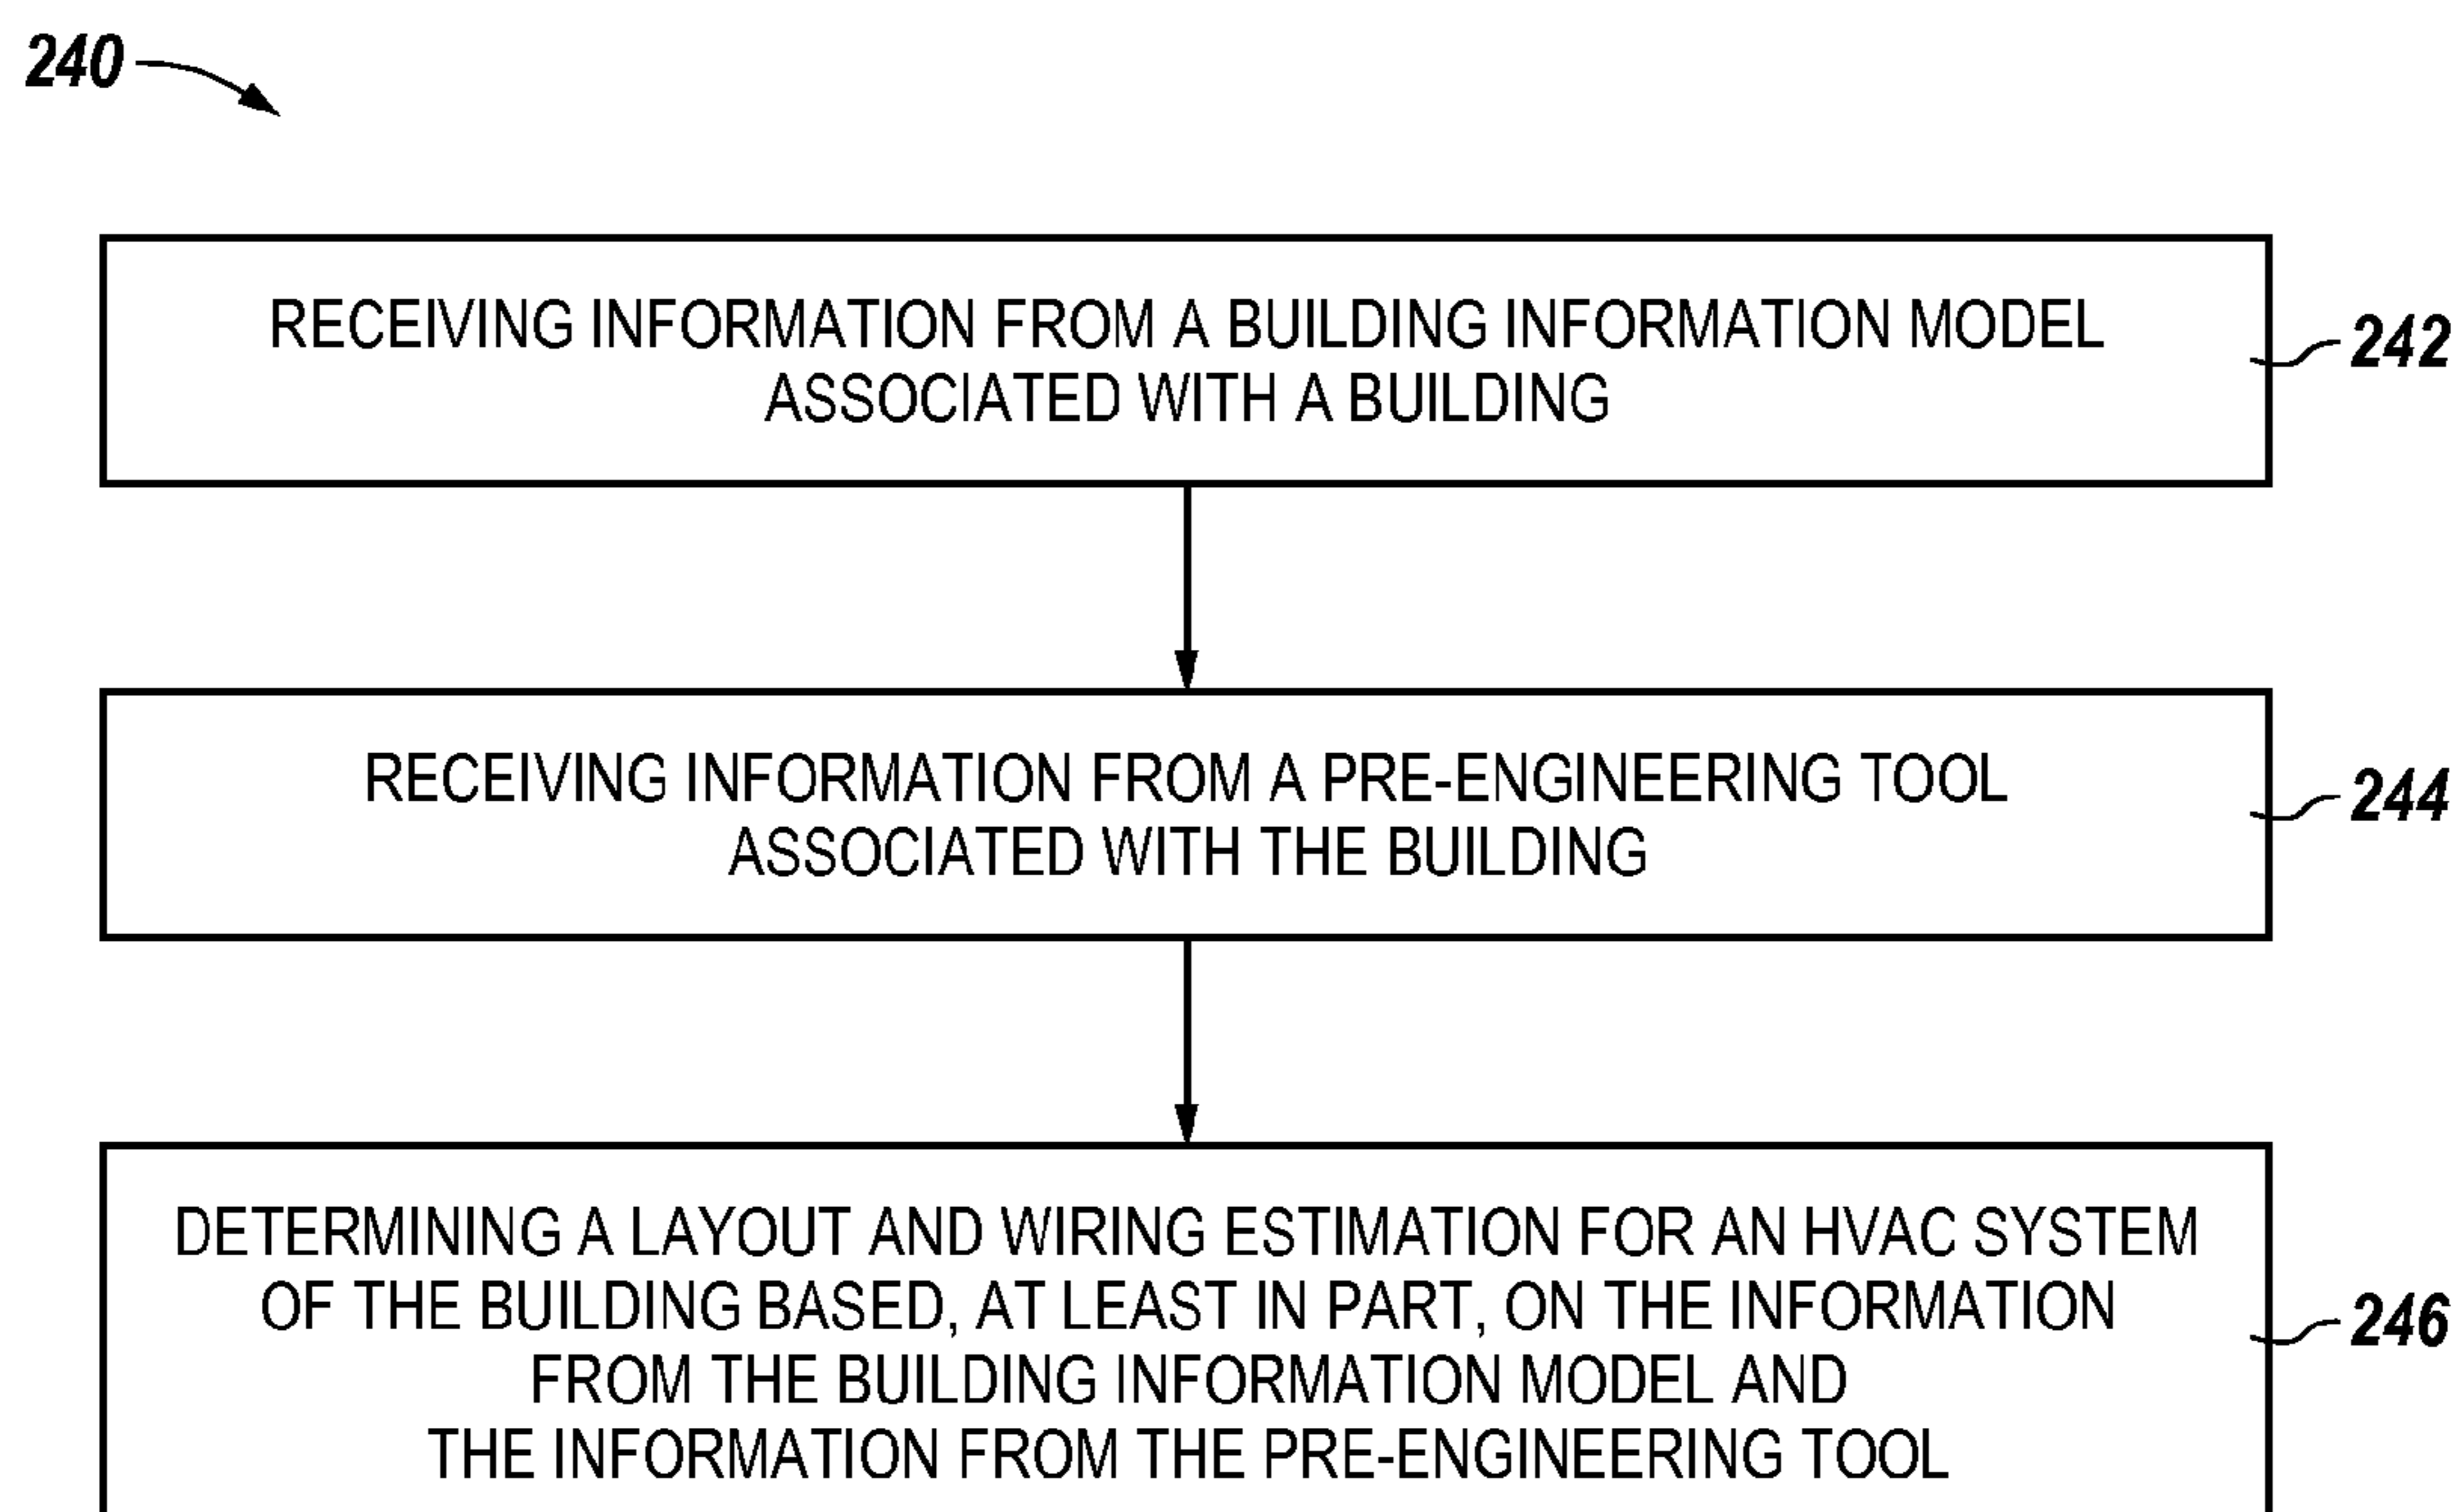 240
RECEIVING INFORMATION FROM A BUILDING INFORMATION MODEL
ASSOCIATED WITH A BUILDING
242
RECEIVING INFORMATION FROM A PRE-ENGINEERING TOOL
ASSOCIATED WITH THE BUILDING
244
DETERMINING A LAYOUT AND WIRING ESTIMATION FOR AN HVAC SYSTEM
OF THE BUILDING BASED, AT LEAST IN PART, ON THE INFORMATION
FROM THE BUILDING INFORMATION MODEL AND
THE INFORMATION FROM THE PRE-ENGINEERING TOOL
246